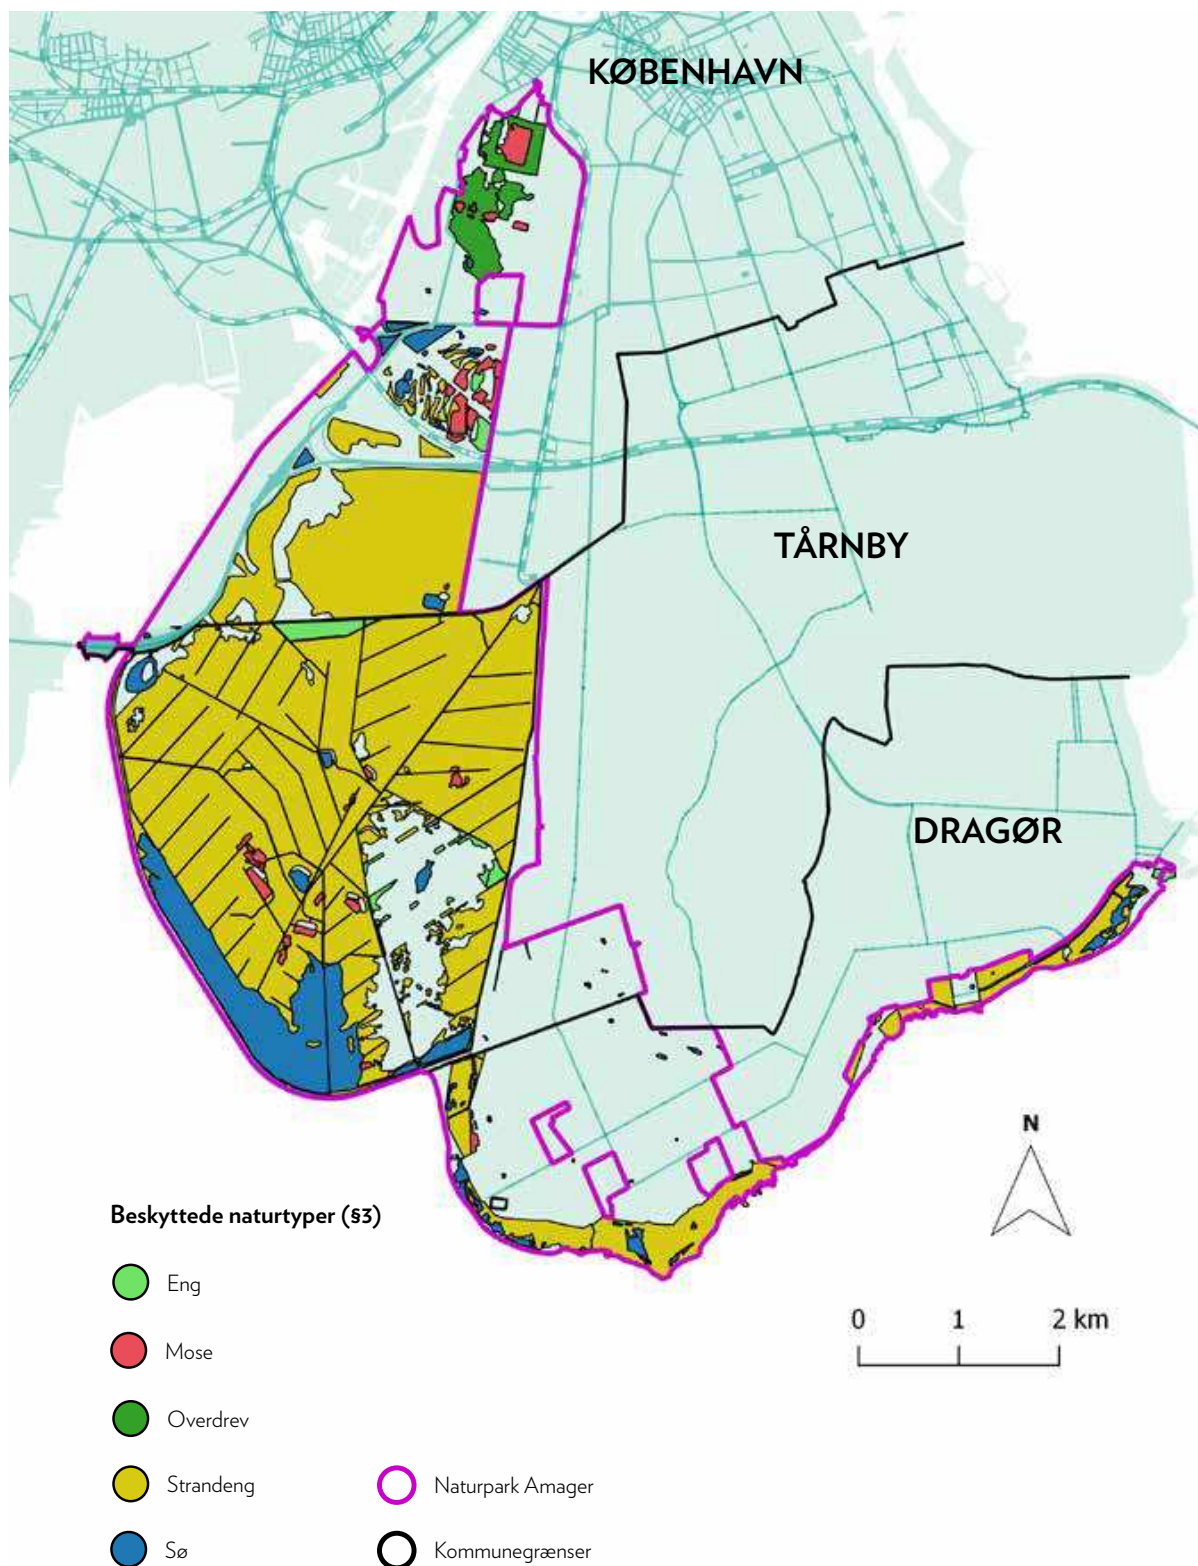 KØBENHAVN
TÅRNBY
DRAGØR
N
Beskyttede naturtyper (§3)
Eng
Mose
Overdrev
Strandeng
Sø
Naturpark Amager
Kommunegrænser
0 1 2 km